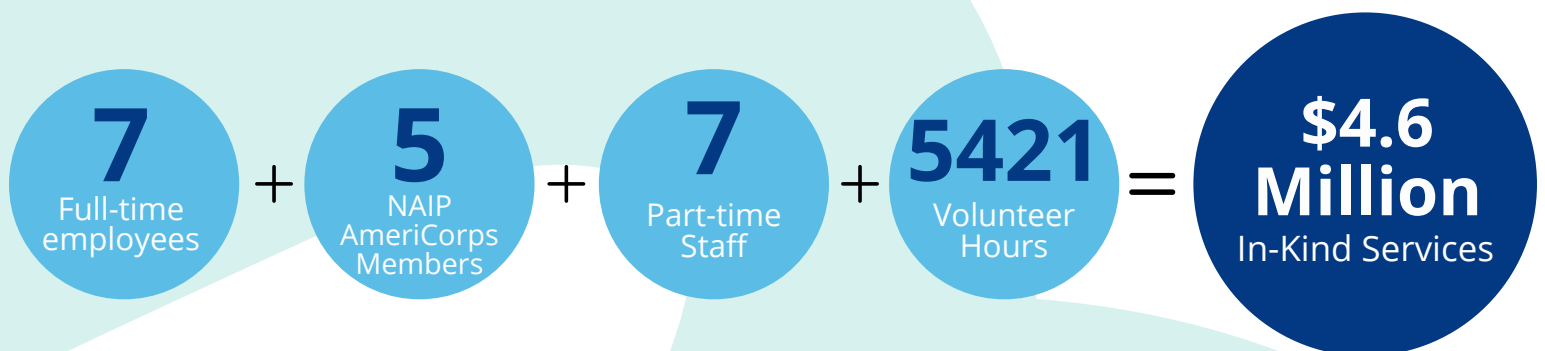 7
Full-time
employees
+
5
NAIP
AmeriCorps
Members
+
7
Part-time
Staff
+
5421
Volunteer
Hours
=
$4.6
Million
In-Kind Services